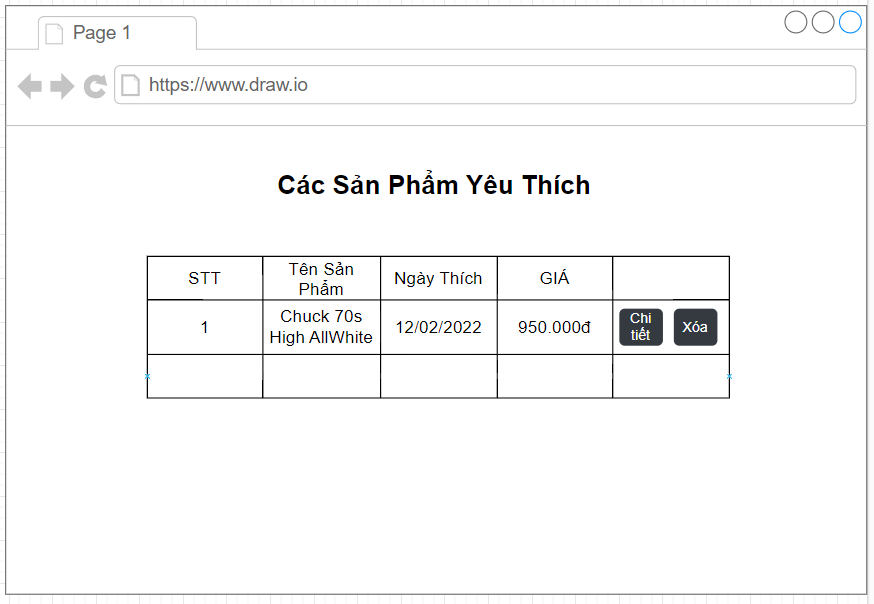 Page 1
https://www.draw.io
Các Sản Phẩm Yêu Thích
STT
Tên Sản
Phẩm
Ngày Thích
GIÁ
1
Chuck 70s
High AllWhite
12/02/2022
950.000đ
Chi
tiết
Xóa